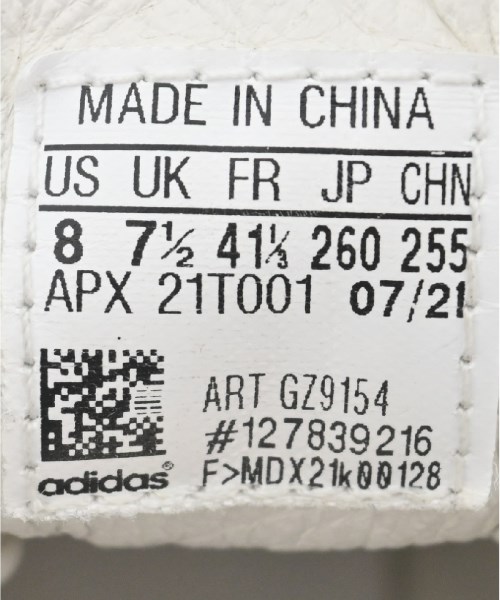 MADE IN CHINA
US UK FR JP CHN
8 7½ 41⅓ 260 255
APX 21T001 07/21
ART GZ9154
#127839216
adidas® F>MDX21k00128